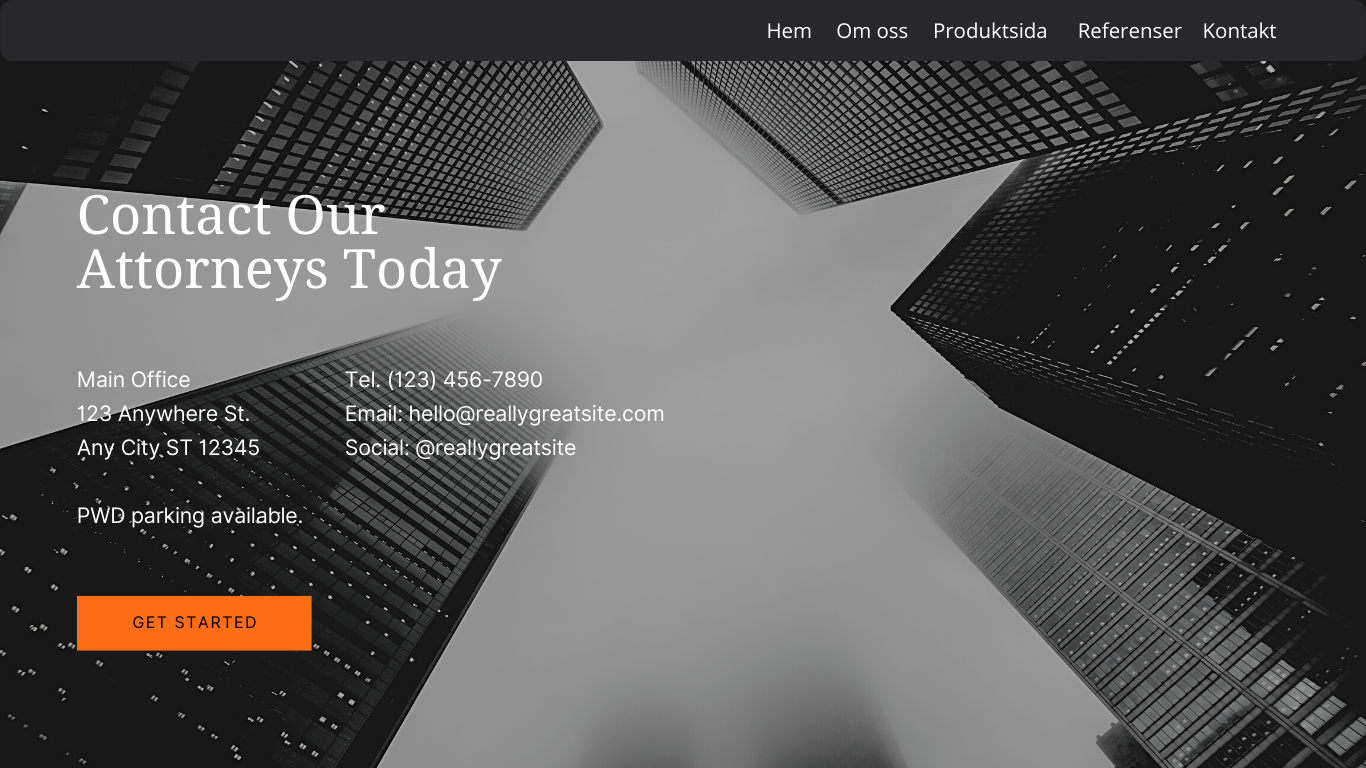 Hem Om oss Produktsida Referenser Kontakt
Contact Our
Attorneys Today
Main Office
123 Anywhere St.
Any City ST 12345
Tel. (123) 456-7890
Email: hello@reallygreatsite.com
Social: @reallygreatsite
PWD parking available.
GET STARTED